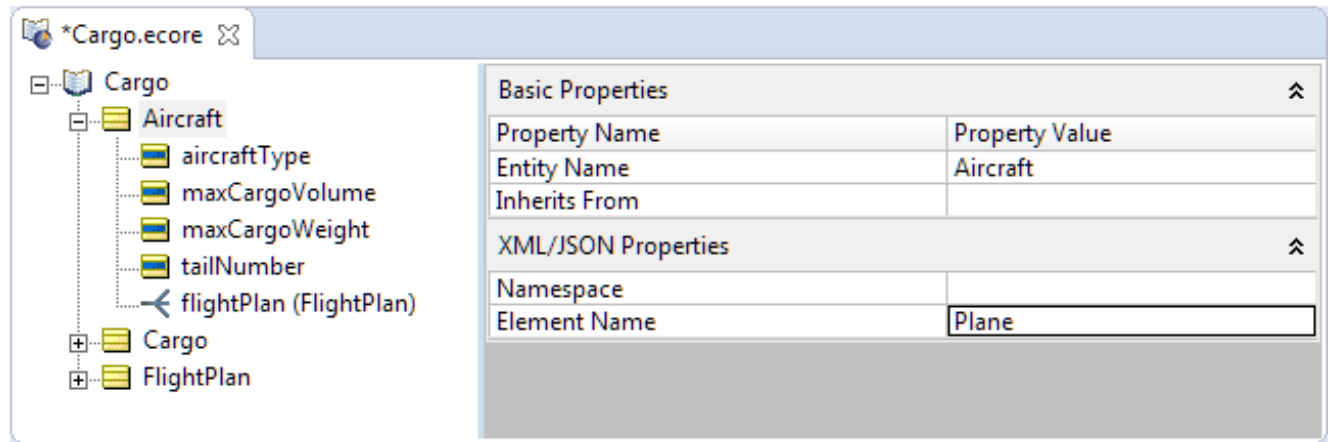 *Cargo.ecore
Cargo
Aircraft
aircraftType
maxCargoVolume
maxCargoWeight
tailNumber
flightPlan (FlightPlan)
Cargo
FlightPlan
Basic Properties
Property Name Property Value
Entity Name Aircraft
Inherits From
XML/JSON Properties
Namespace
Element Name Plane